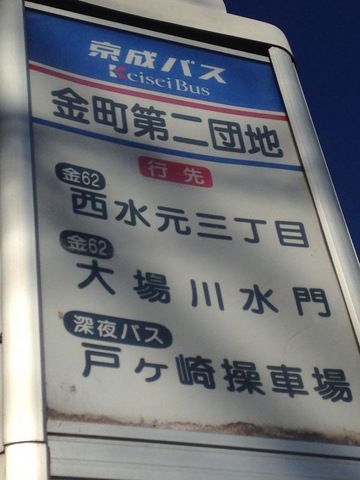 京成バス
KeiseiBus
金町第二団地
行先
金62
西水元三丁目
金62
大場川水門
深夜バス
戸ヶ崎操車場